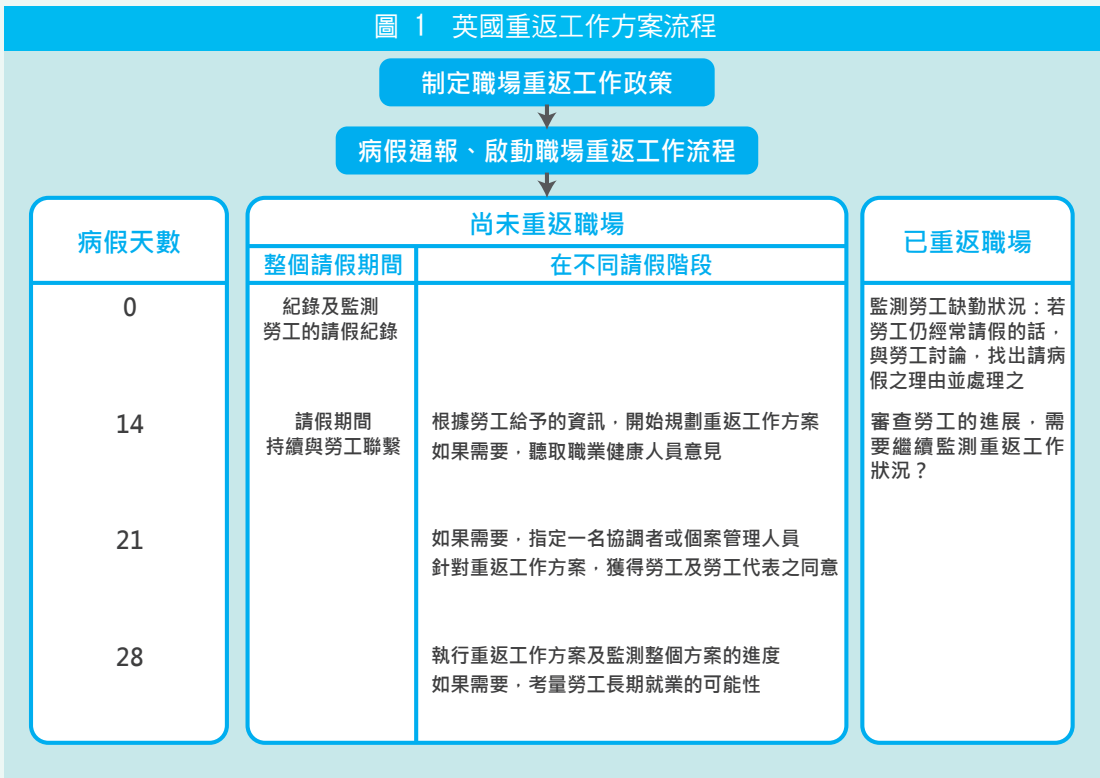 圖 1 英國重返工作方案流程
制定職場重返工作政策
病假通報、啟動職場重返工作流程
病假天數
尚未重返職場
已重返職場
整個請假期間
在不同請假階段
0
紀錄及監測
勞工的請假紀錄
監測勞工缺勤狀況：若
勞工仍經常請假的話，
與勞工討論，找出請病
假之理由並處理之
14
請假期間
持續與勞工聯繫
根據勞工給予的資訊，開始規劃重返工作方案
如果需要，聽取職業健康人員意見
審查勞工的進展，需
要繼續監測重返工作
狀況？
21
如果需要，指定一名協調者或個案管理人員
針對重返工作方案，獲得勞工及勞工代表之同意
28
執行重返工作方案及監測整個方案的進度
如果需要，考量勞工長期就業的可能性